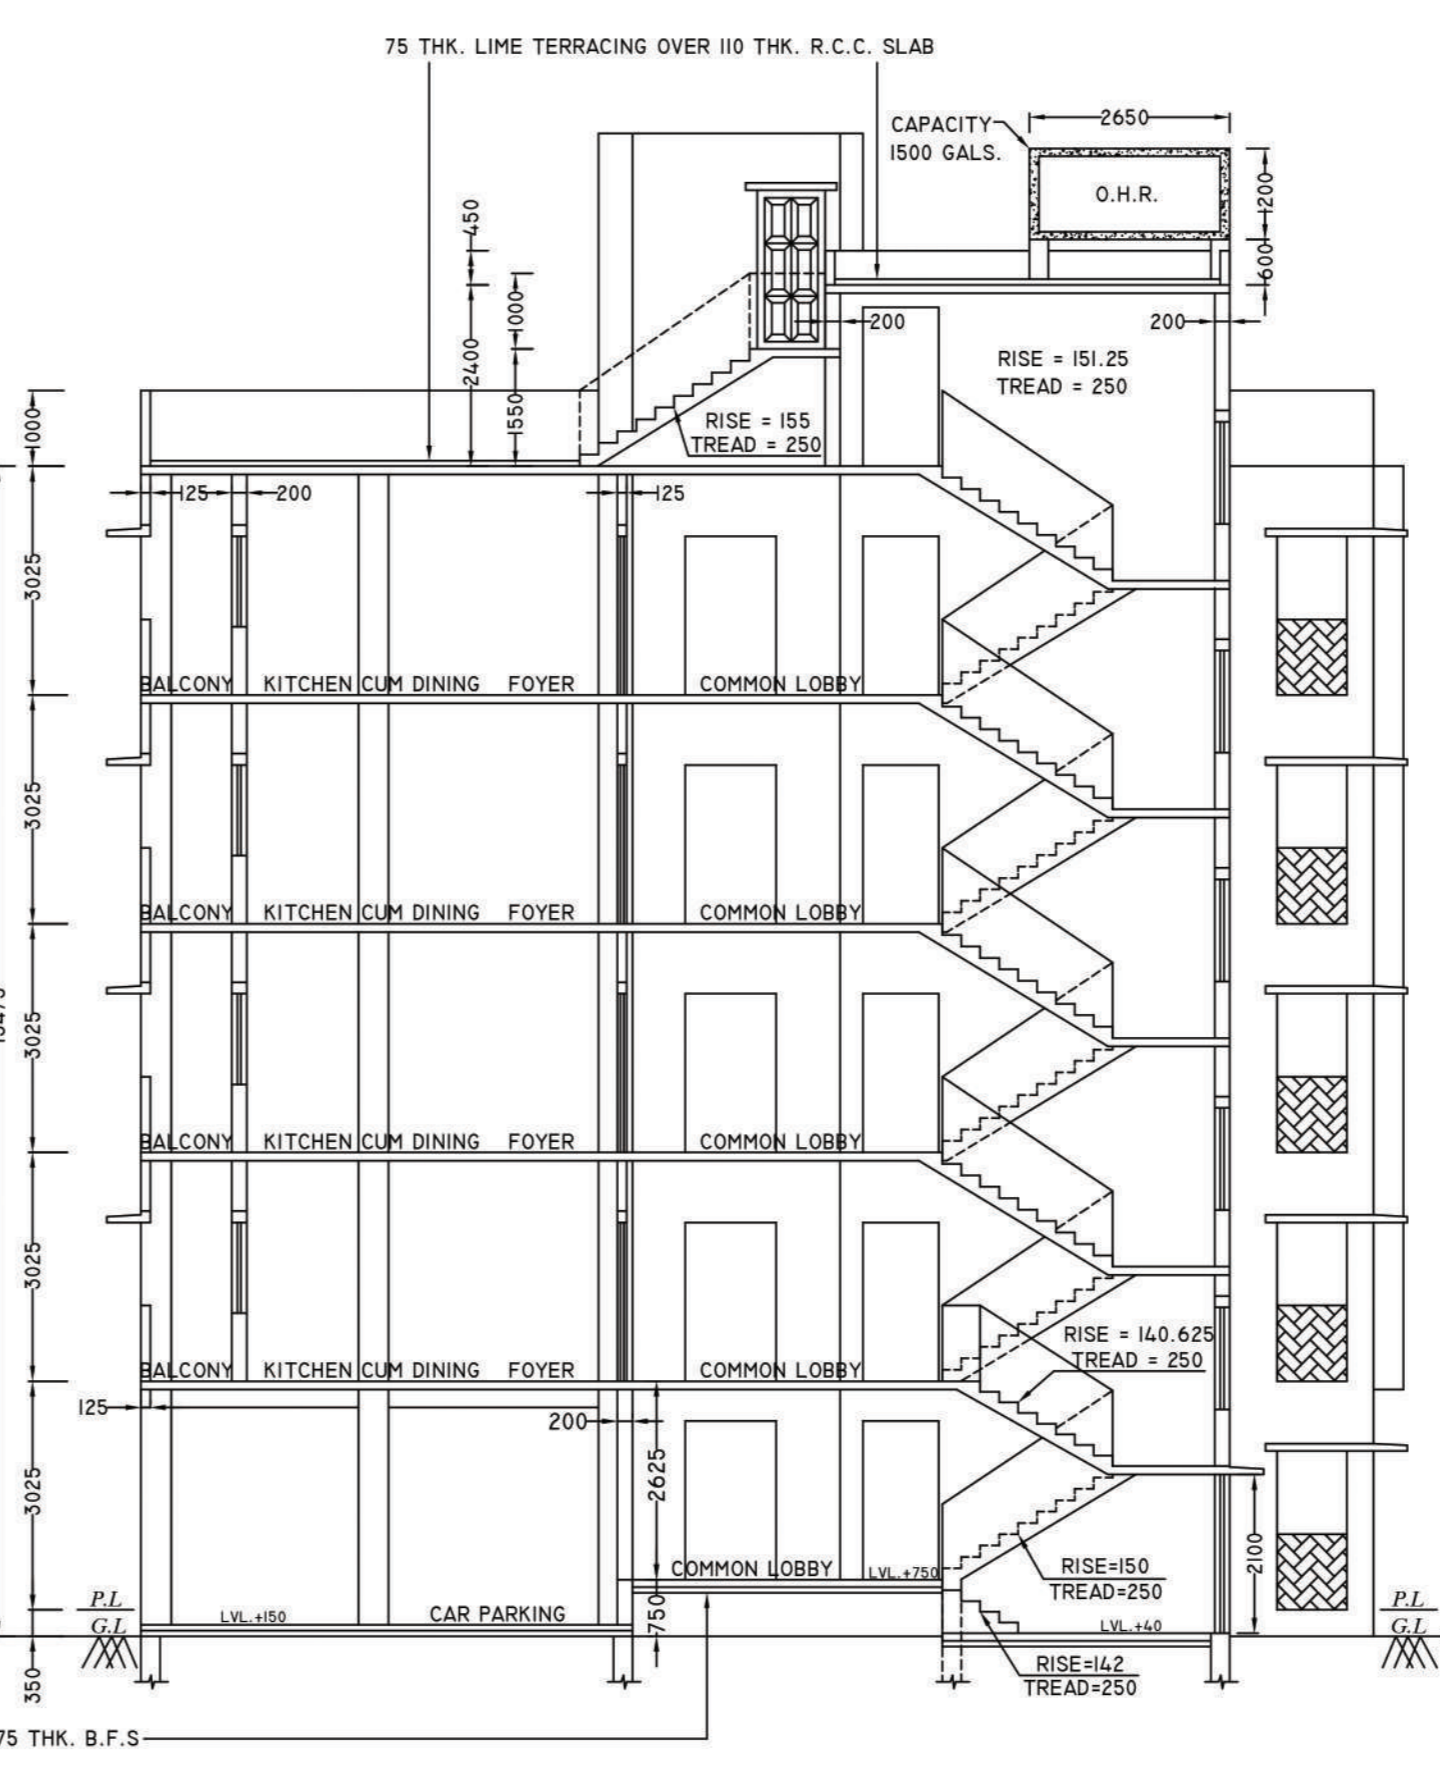 75 THK. LIME TERRACING OVER 110 THK. R.C.C. SLAB
CAPACITY
1500 GALS.
2650
O.H.R.
1200
600
450
2400
1000
1550
200
200
RISE = 151.25
TREAD = 250
RISE = 155
TREAD = 250
1000
125
200
125
3025
BALCONY KITCHEN CUM DINING FOYER COMMON LOBBY
3025
BALCONY KITCHEN CUM DINING FOYER COMMON LOBBY
3025
BALCONY KITCHEN CUM DINING FOYER COMMON LOBBY
3025
RISE = 140.625
TREAD = 250
BALCONY KITCHEN CUM DINING FOYER COMMON LOBBY
125
200
3025
2625
2100
COMMON LOBBY LVL.+750
RISE=150
TREAD=250
P.L
G.L
LVL.+150 CAR PARKING
750
LVL.+40
P.L
G.L
350
RISE=142
TREAD=250
75 THK. B.F.S